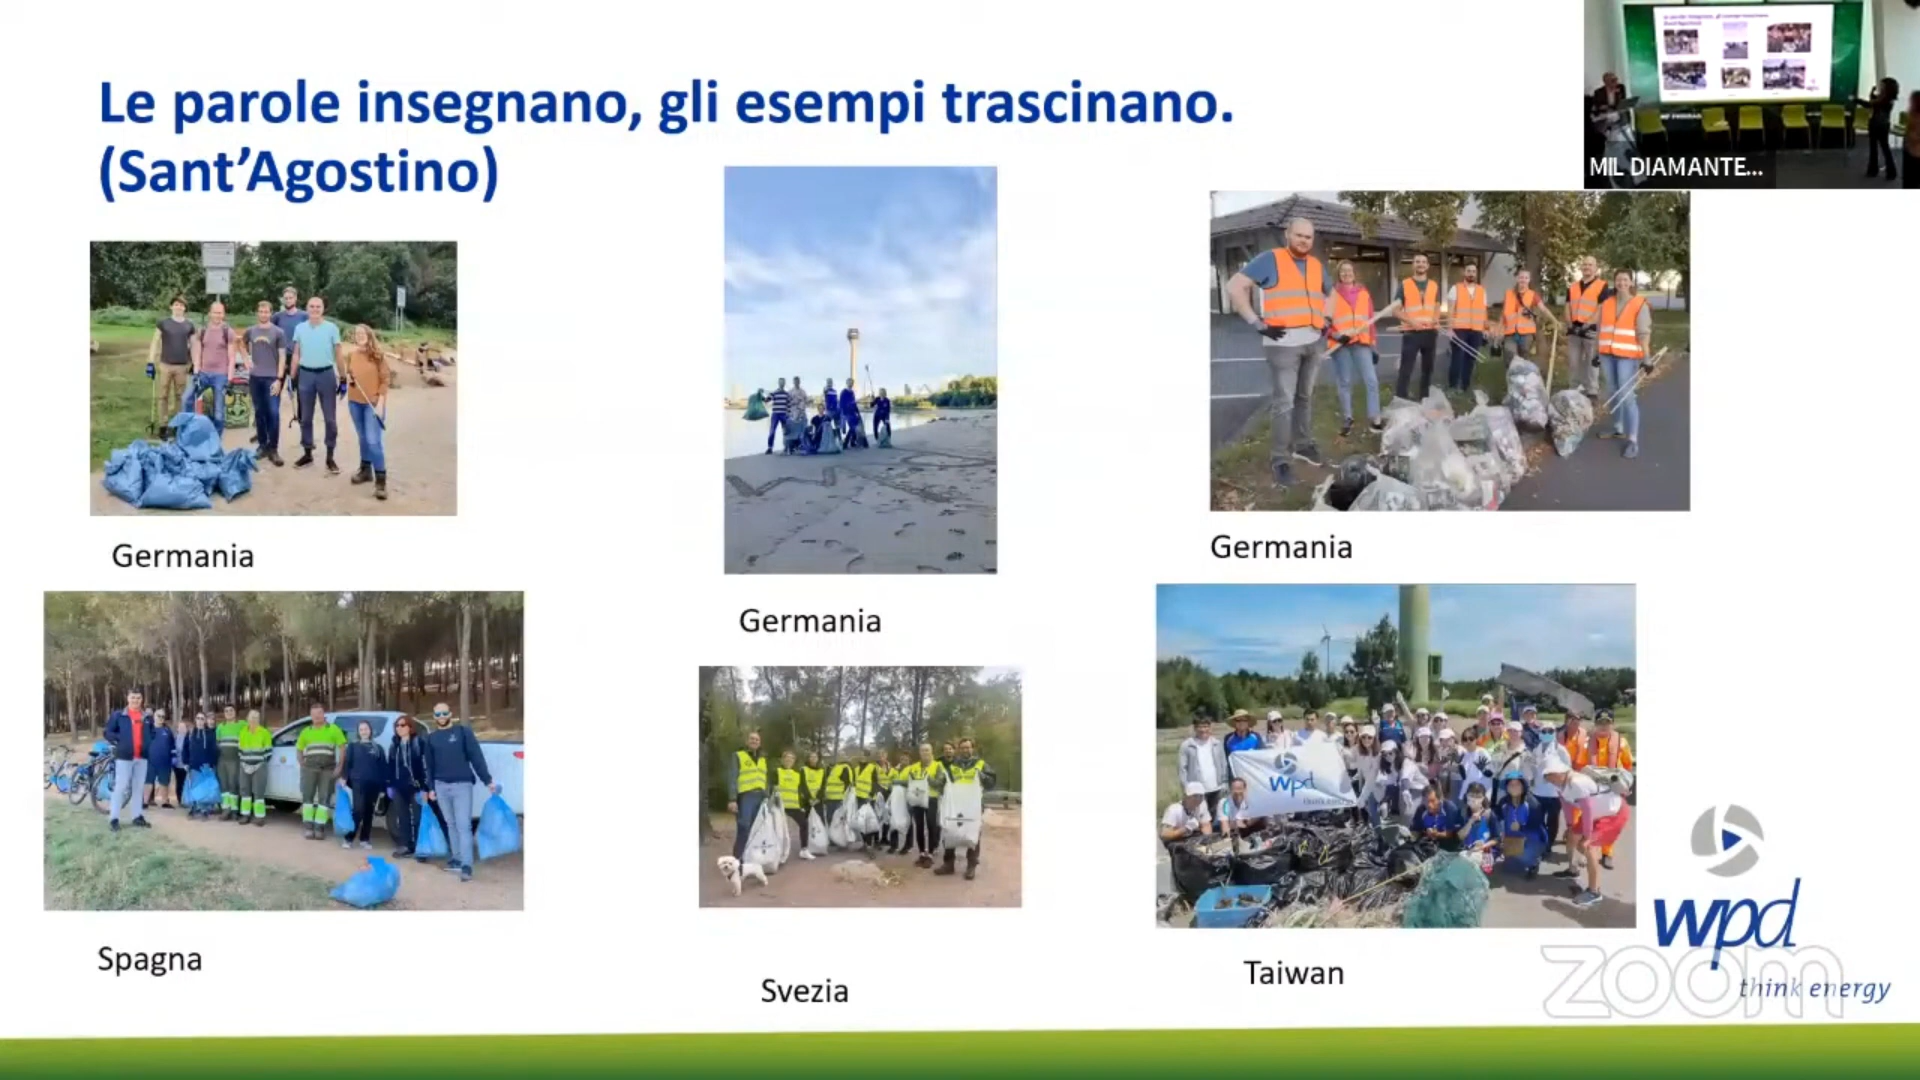 Le parole insegnano, gli esempi trascinano.
(Sant’Agostino)
MIL DIAMANTE...
Germania
Germania
Germania
Spagna
Svezia
Taiwan
wpd
wpd
think energy
zoom